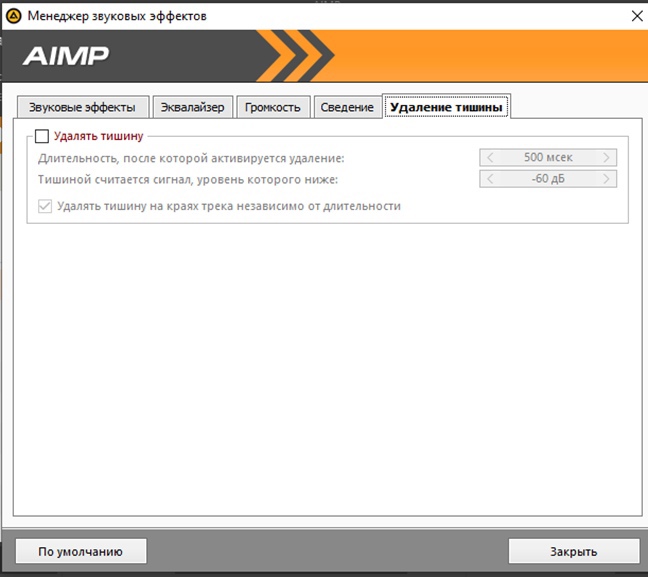 Менеджер звуковых эффектов
AIMP
Звуковые эффекты Эквалайзер Громкость Сведение Удаление тишины
Удалять тишину
Длительность, после которой активируется удаление: 500 мсек
Тишиной считается сигнал, уровень которого ниже: -60 дБ
Удалять тишину на краях трека независимо от длительности
По умолчанию Закрыть